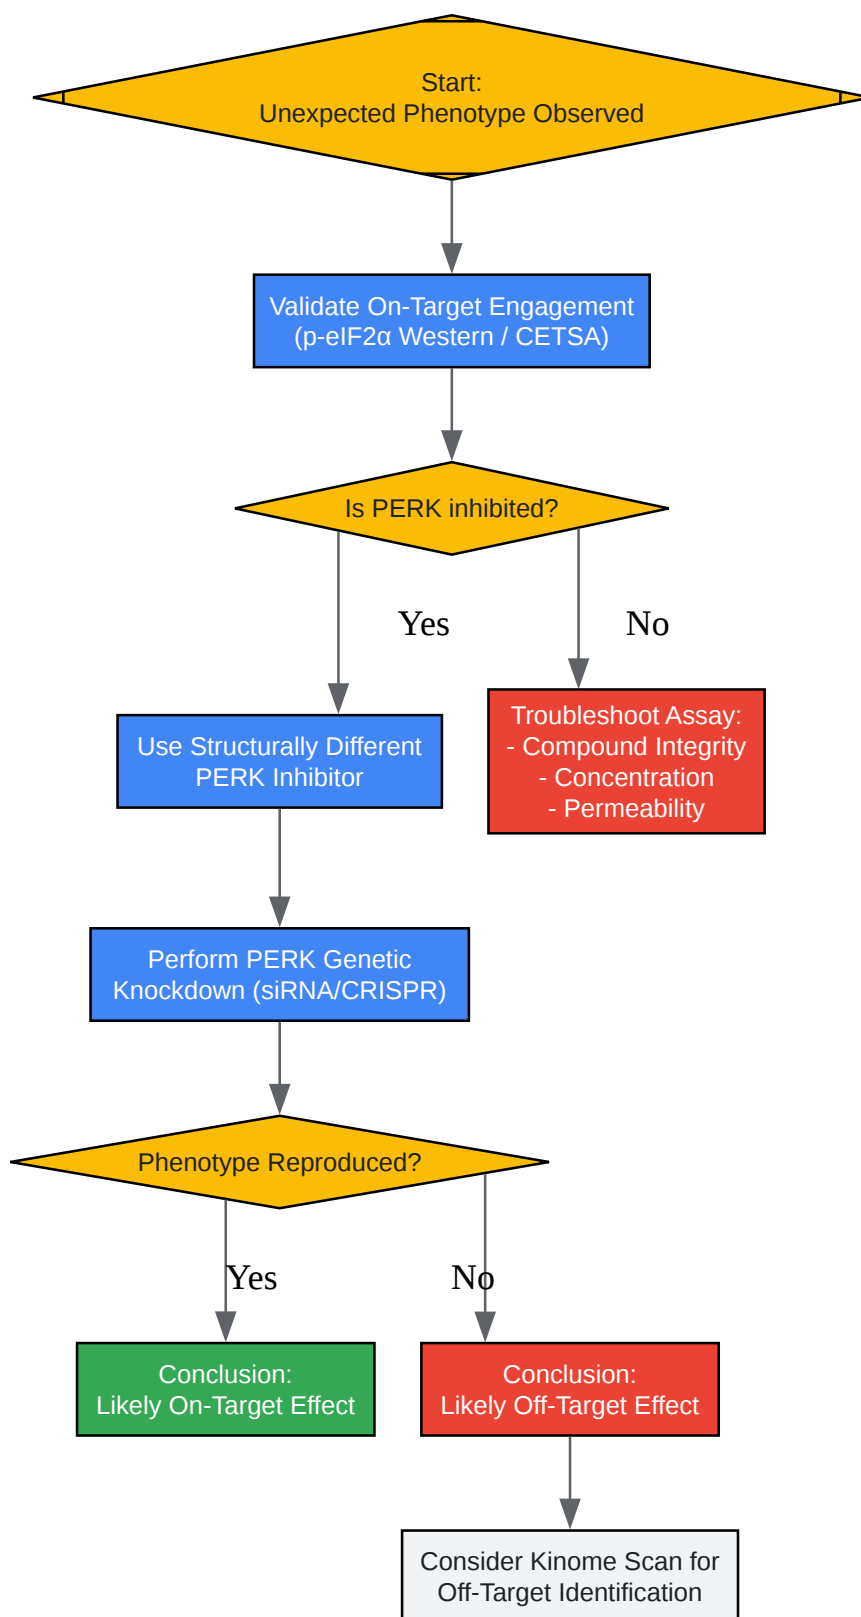 Start:
Unexpected Phenotype Observed
Validate On-Target Engagement
(p-eIF2α Western / CETSA)
Is PERK inhibited?
Yes
No
Use Structurally Different
PERK Inhibitor
Troubleshoot Assay:
- Compound Integrity
- Concentration
- Permeability
Perform PERK Genetic
Knockdown (siRNA/CRISPR)
Phenotype Reproduced?
Yes
No
Conclusion:
Likely On-Target Effect
Conclusion:
Likely Off-Target Effect
Consider Kinome Scan for
Off-Target Identification